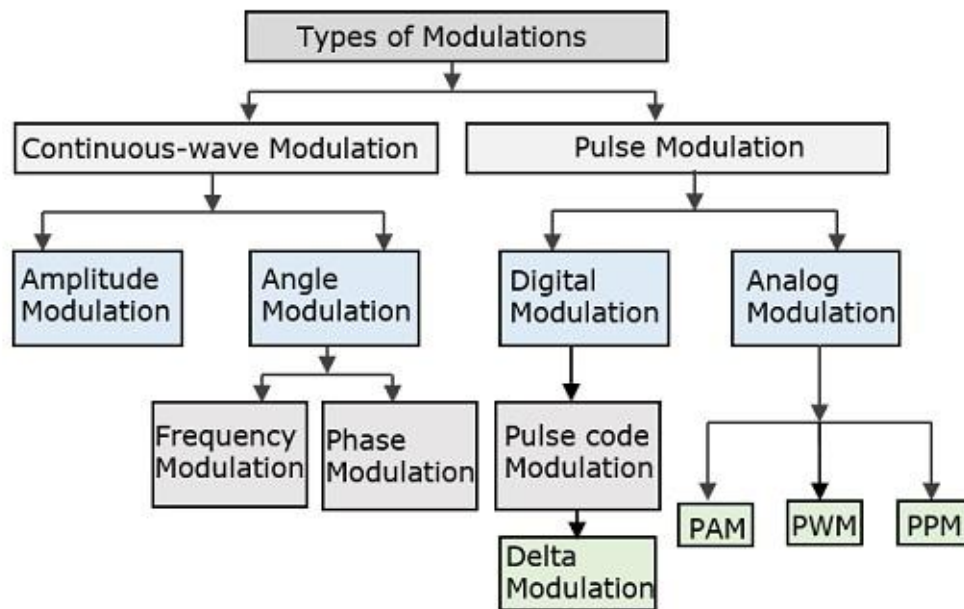 Types of Modulations
Continuous-wave Modulation
Pulse Modulation
Amplitude
Modulation
Angle
Modulation
Digital
Modulation
Analog
Modulation
Frequency
Modulation
Phase
Modulation
Pulse code
Modulation
PAM
PWM
PPM
Delta
Modulation